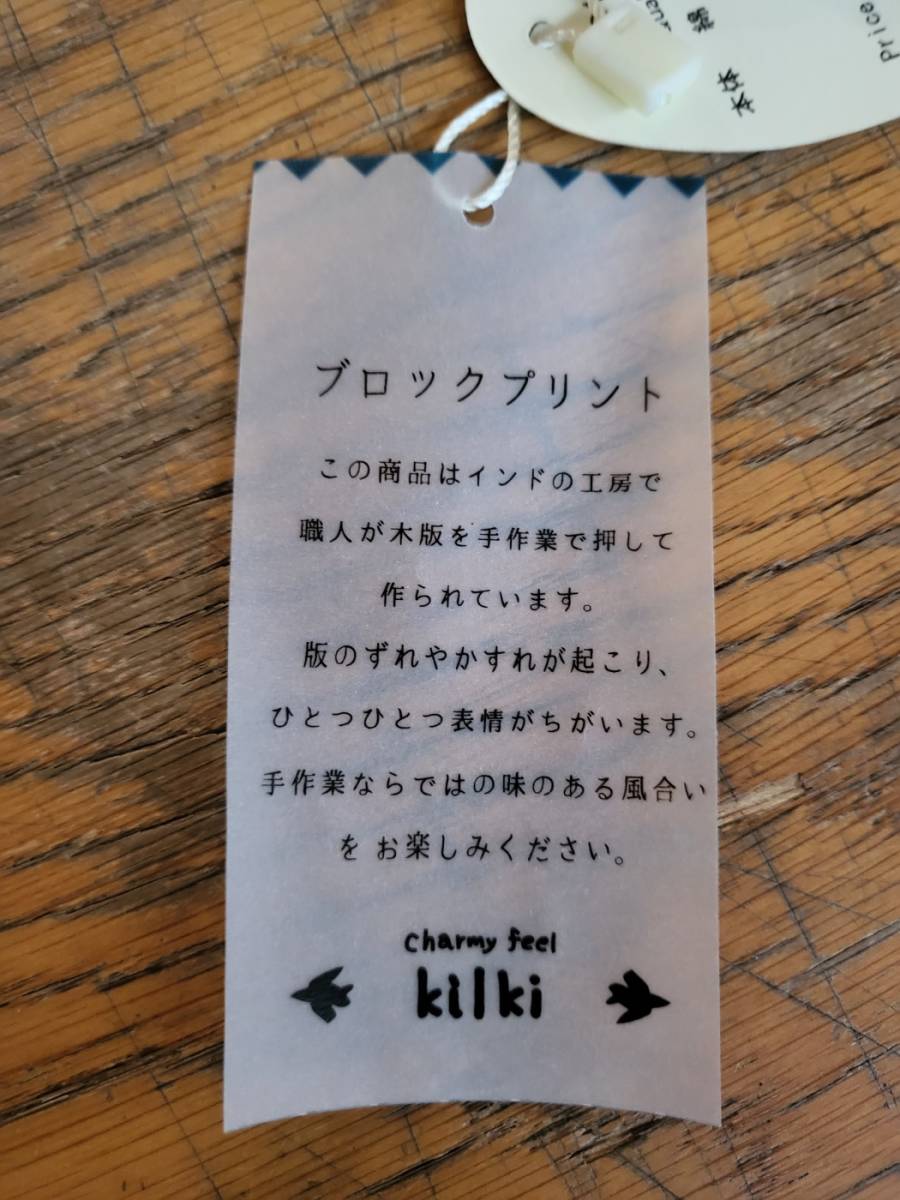 Price
綿
本体
ブロックプリント
この商品はインドの工房で
職人が木版を手作業で押して
作られています。
版のずれやかすれが起こり、
ひとつひとつ表情がちがいます。
手作業ならではの味のある風合い
を お楽しみください。
charmy feel
kilki